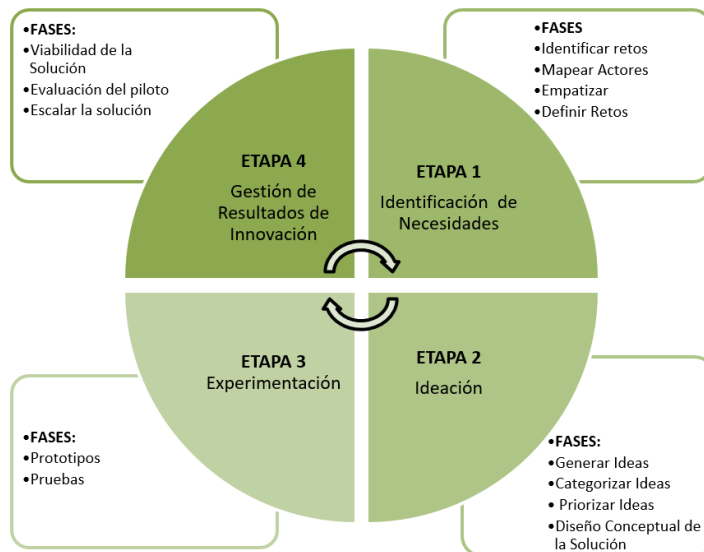 •FASES:
•Viabilidad de la
Solución
•Evaluación del piloto
•Escalar la solución
•FASES
•Identificar retos
•Mapear Actores
•Empatizar
•Definir Retos
ETAPA 4
Gestión de
Resultados de
Innovación
ETAPA 1
Identificación de
Necesidades
ETAPA 3
Experimentación
ETAPA 2
Ideación
•FASES:
•Prototipos
•Pruebas
•FASES:
•Generar Ideas
•Categorizar Ideas
• Priorizar Ideas
•Diseño Conceptual de
la Solución